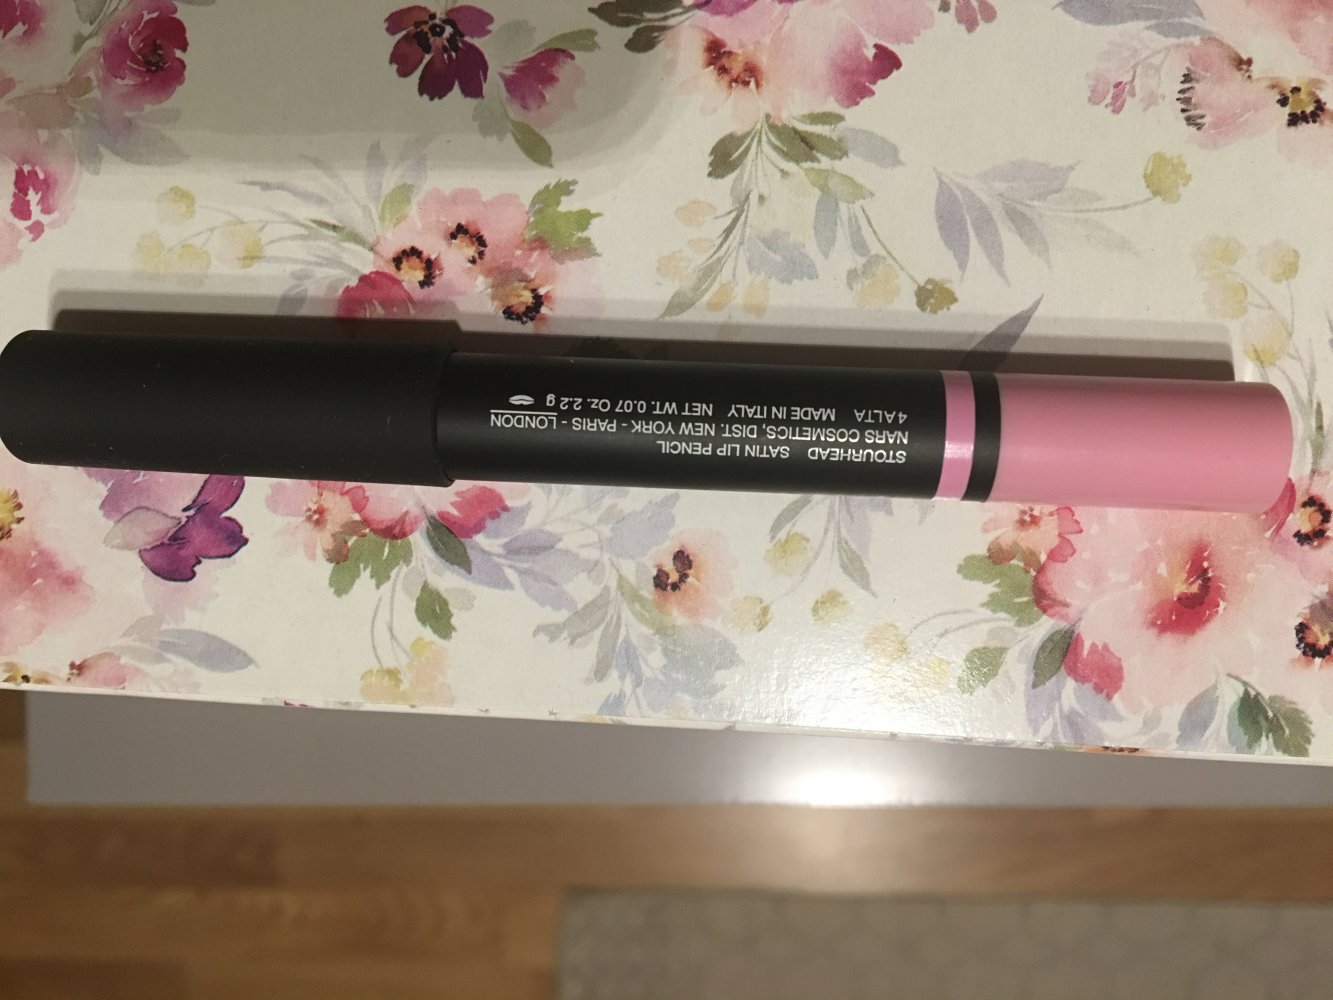 STOURHEAD SATIN LIP PENCIL
NARS COSMETICS, DIST. NEW YORK - PARIS - LONDON
4ALTA MADE IN ITALY NET WT. 0.07 Oz. 2.2 g